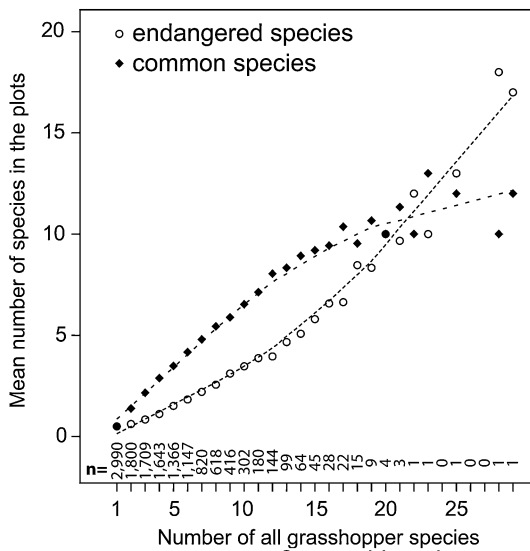 endangered species
common species
20
15
10
5
0
Mean number of species in the plots
n= 2,990 1,800 1,709 1,643 1,366 1,147 820 618 416 302 180 144 99 64 45 28 22 15 9 4 3 1 1 0 1 0 0 1 1
1 5 10 15 20 25
Number of all grasshopper species